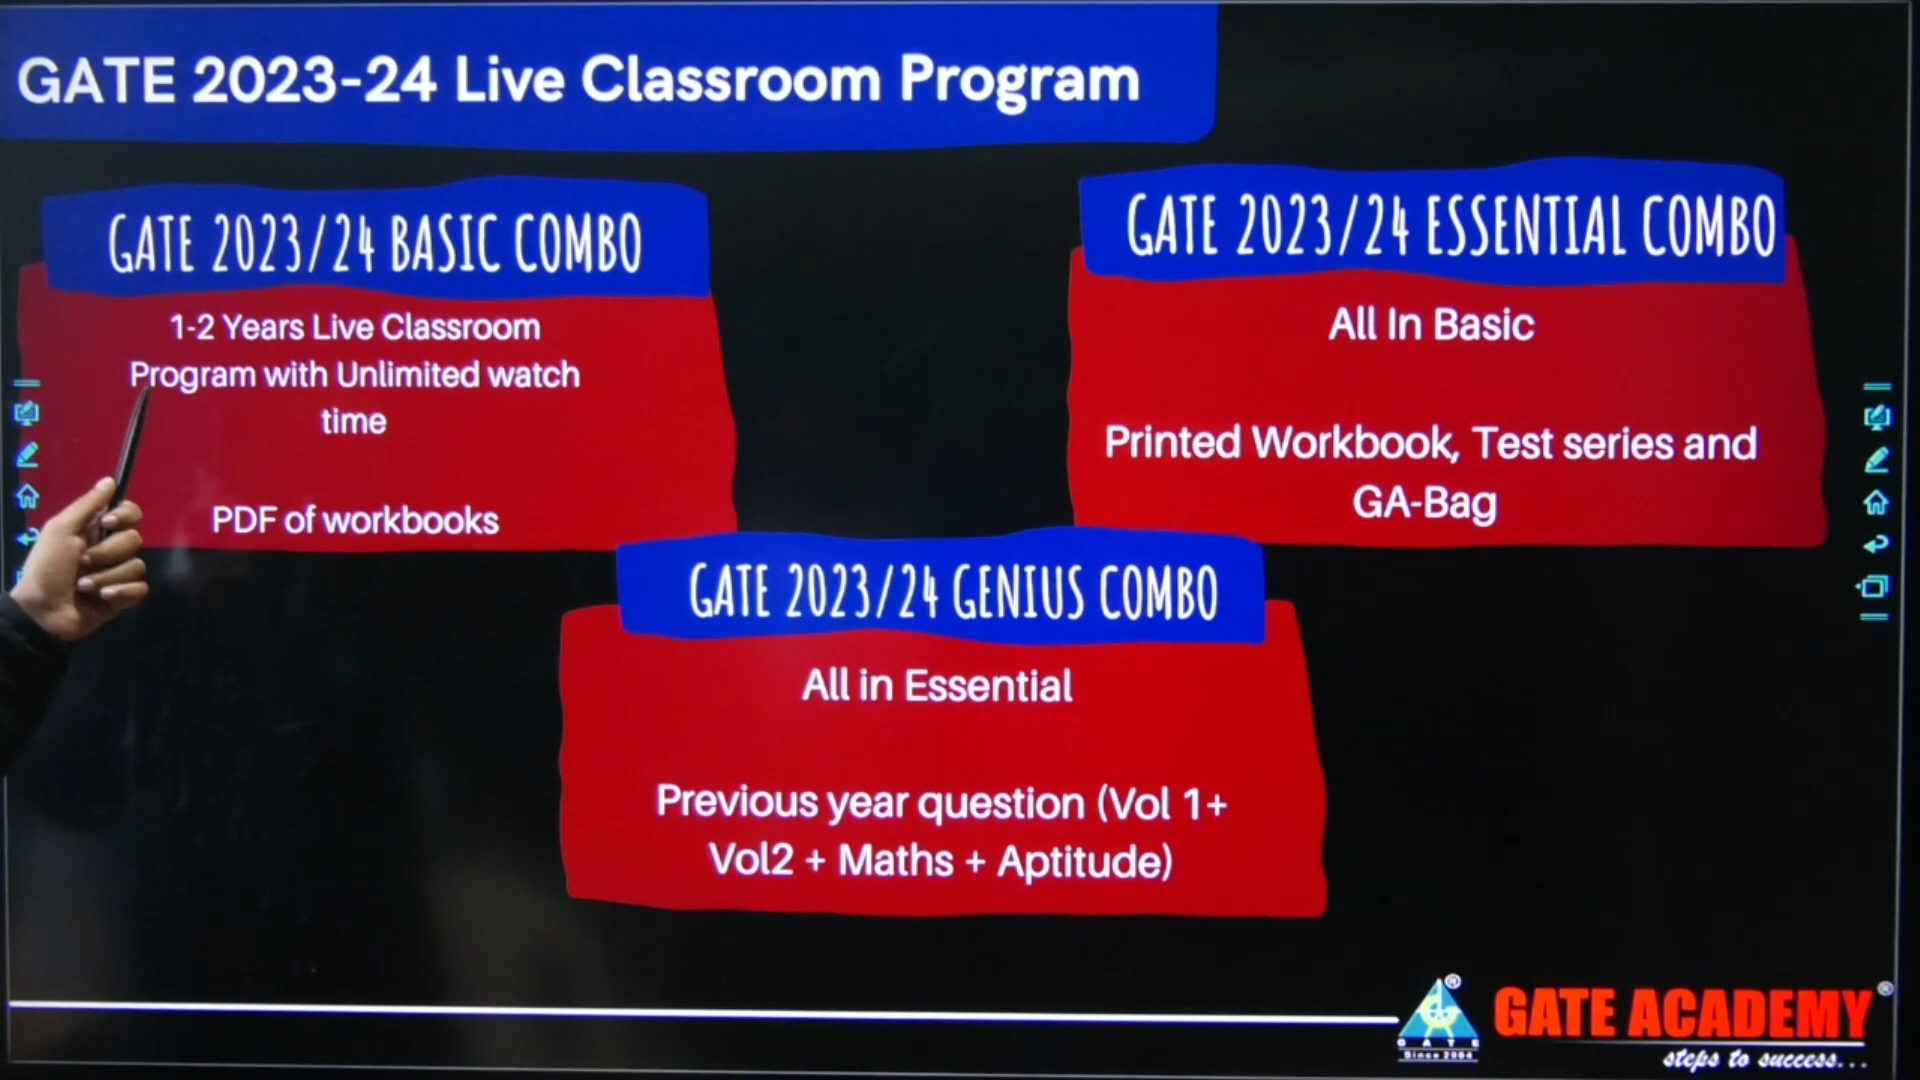 GATE 2023-24 Live Classroom Program
GATE 2023/24 BASIC COMBO
1-2 Years Live Classroom
Program with Unlimited watch
time
PDF of workbooks
GATE 2023/24 ESSENTIAL COMBO
All In Basic
Printed Workbook, Test series and
GA-Bag
GATE 2023/24 GENIUS COMBO
All in Essential
Previous year question (Vol 1+
Vol2 + Maths + Aptitude)
GATE
Since 2004
GATE ACADEMY®
steps to success...